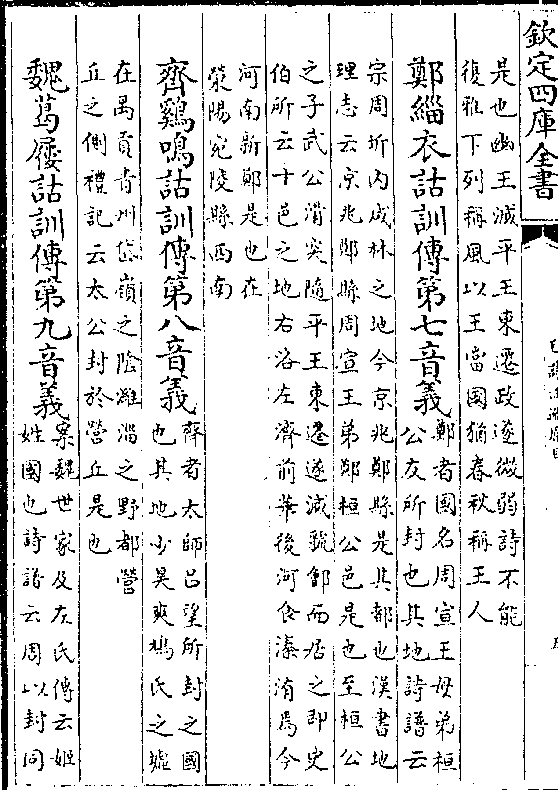 欽定四庫全書
是也幽王滅平王東遷政遂微弱詩不能
復雅下列稱風以王當國猶春秋稱王人
鄭緇衣詁訓傳第七音義
鄭者國名周宣王母弟桓
公友所封也其地詩譜云
宗周圻內咸林之地今京兆鄭縣是其都也漢書地
理志云京兆鄭縣周宣王弟鄭桓公邑是也至桓公
之子武公滑突隨平王東遷遂滅虢鄶而居之即史
伯所云十邑之地右洛左濟前華後河食溱洧焉今
河南新鄭是也在
滎陽宛陵縣西南
齊鷄鳴詁訓傳第八音義
齊者太師呂望所封之國
也其地少昊爽鳩氏之墟
在禹貢青州岱嶺之陰濰淄之野都營
丘之側禮記云太公封於營丘是也
魏葛屨詁訓傳第九音義
案魏世家及左氏傳云姬
姓國也詩譜云周以封同